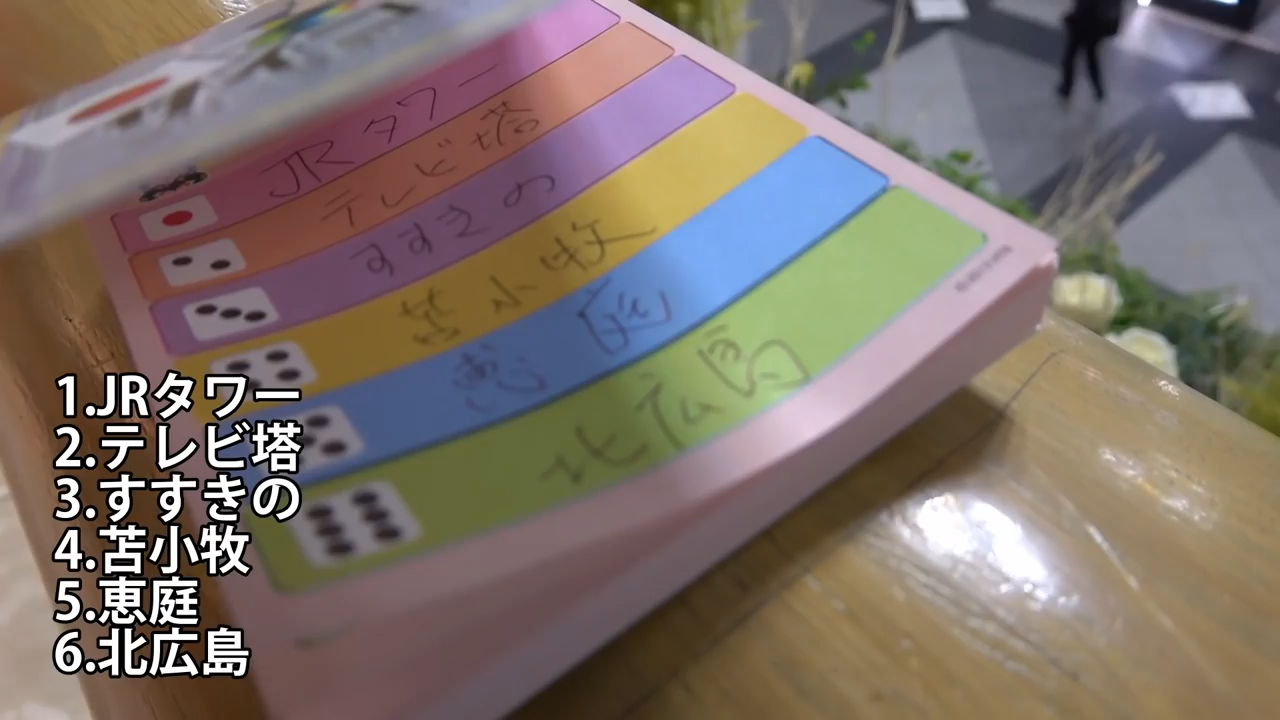 JRタワー
テレビ塔
すすきの
苫小牧
恵庭
北広島
1.JRタワー
2.テレビ塔
3.すすきの
4.苫小牧
5.恵庭
6.北広島